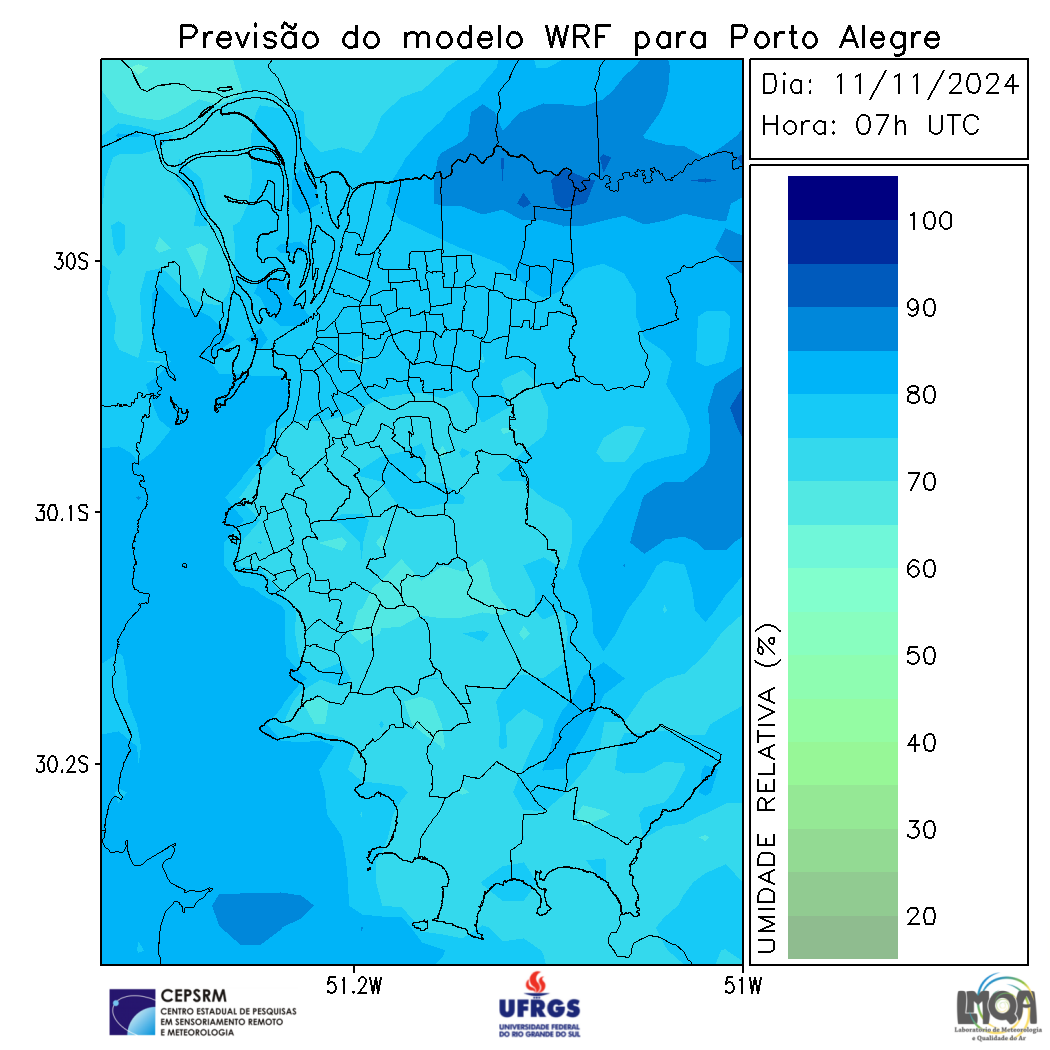 Previsão do modelo WRF para Porto Alegre
Dia: 11/11/2024
Hora: 07h UTC
30S
30.1S
30.2S
51.2W
51W
UMIDADE RELATIVA (%)
100
90
80
70
60
50
40
30
20
CEPSRM
CENTRO ESTADUAL DE PESQUISAS
EM SENSORIAMENTO REMOTO
E METEOROLOGIA
UFRGS
UNIVERSIDADE FEDERAL
DO RIO GRANDE DO SUL
LMQA
Laboratório de Meteorologia
e Qualidade do Ar